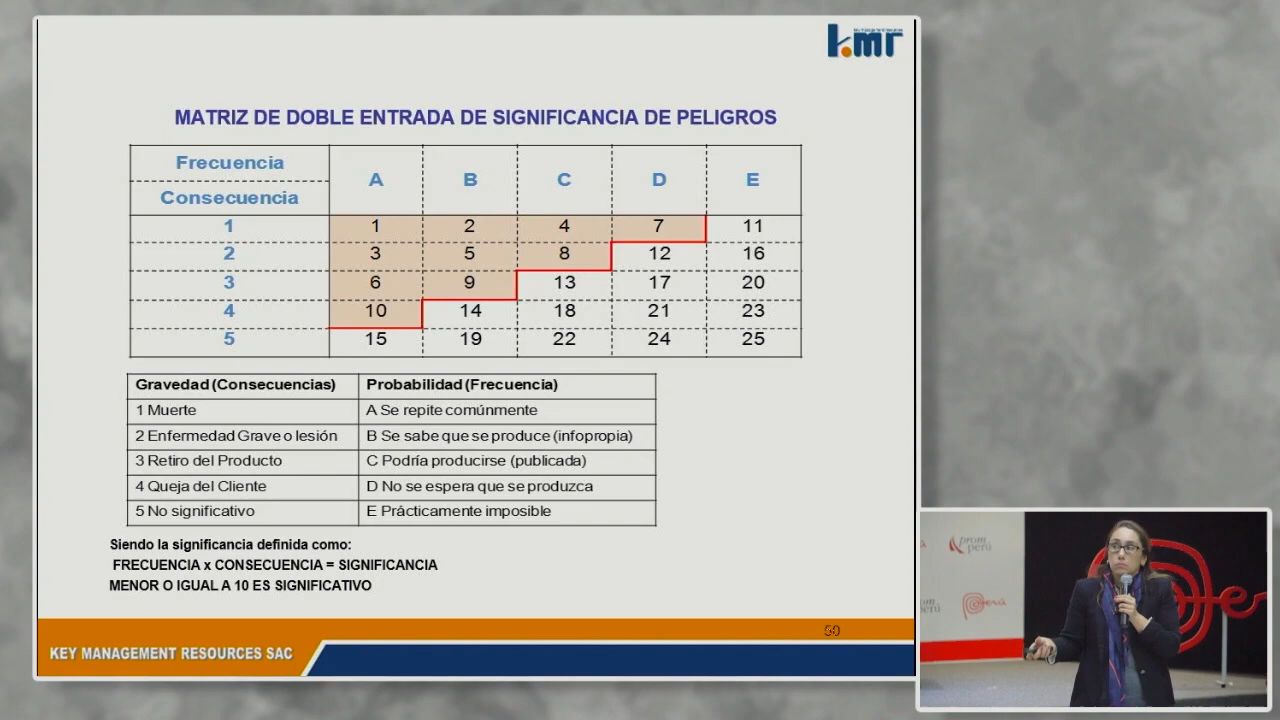 kmr
MATRIZ DE DOBLE ENTRADA DE SIGNIFICANCIA DE PELIGROS
Frecuencia
Consecuencia
A B C D E
1 1 2 4 7 11
2 3 5 8 12 16
3 6 9 13 17 20
4 10 14 18 21 23
5 15 19 22 24 25
Gravedad (Consecuencias) Probabilidad (Frecuencia)
1 Muerte A Se repite comúnmente
2 Enfermedad Grave o lesión B Se sabe que se produce (infopropia)
3 Retiro del Producto C Podría producirse (publicada)
4 Queja del Cliente D No se espera que se produzca
5 No significativo E Prácticamente imposible
Siendo la significancia definida como:
FRECUENCIA x CONSECUENCIA = SIGNIFICANCIA
MENOR O IGUAL A 10 ES SIGNIFICATIVO
KEY MANAGEMENT RESOURCES SAC
prom
perú
Perú